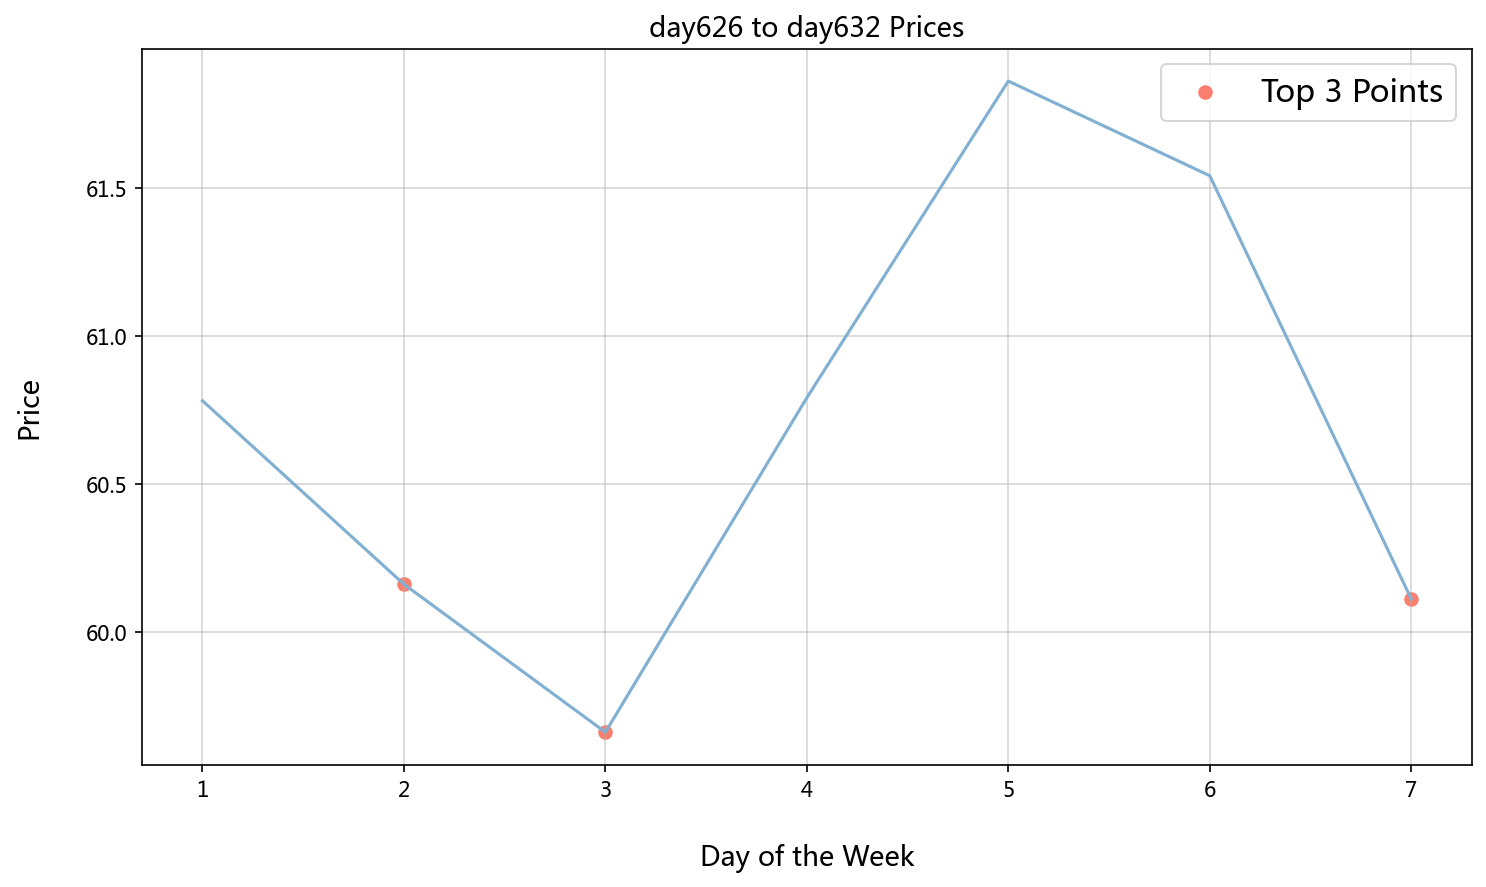 day626 to day632 Prices
Top 3 Points
61.5
61.0
60.5
60.0
Price
1 2 3 4 5 6 7
Day of the Week